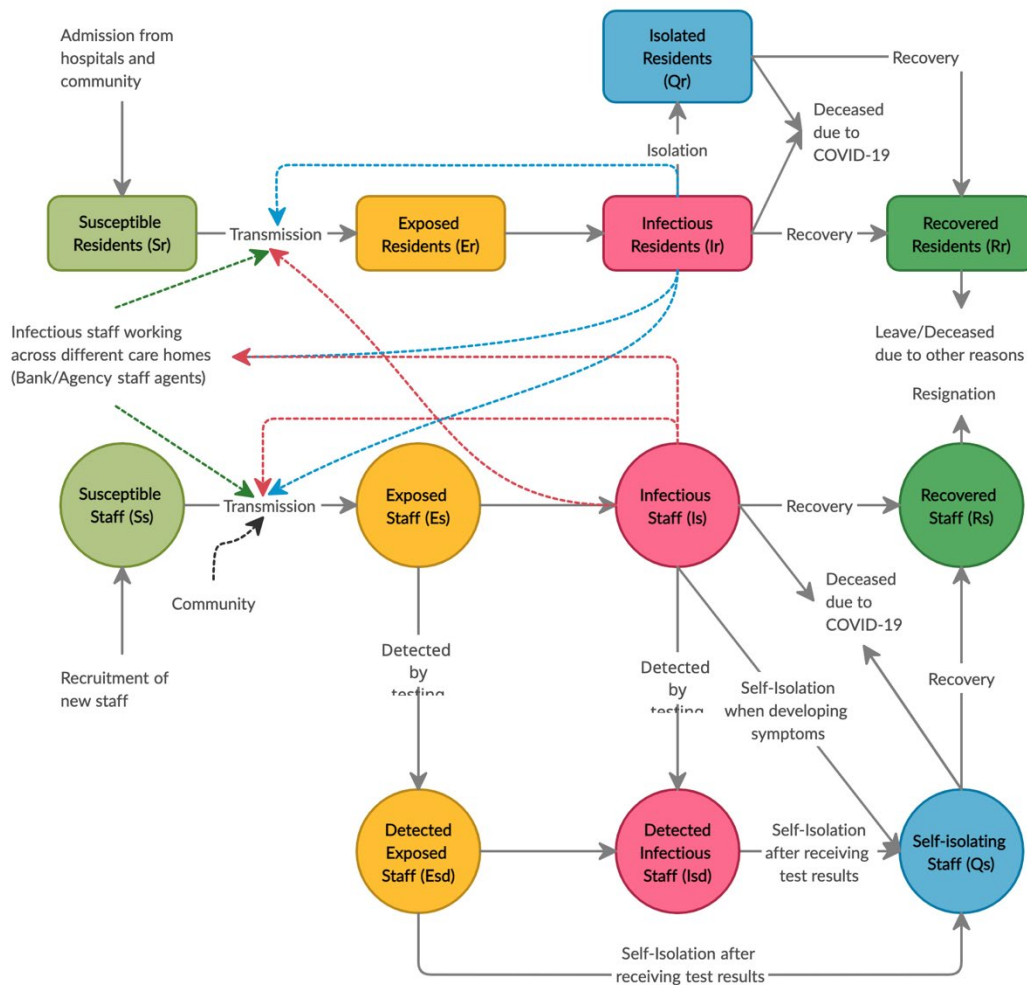 Admission from
hospitals and
community
Isolated
Residents
(Qr)
Recovery
Deceased
due to
COVID-19
Isolation
Susceptible
Residents (Sr)
Transmission
Exposed
Residents (Er)
Infectious
Residents (Ir)
Recovery
Recovered
Residents (Rr)
Infectious staff working
across different care homes
(Bank/Agency staff agents)
Leave/Deceased
due to other reasons
Resignation
Susceptible
Staff (Ss)
Transmission
Exposed
Staff (Es)
Infectious
Staff (Is)
Recovery
Recovered
Staff (Rs)
Community
Deceased
due to
COVID-19
Recruitment of
new staff
Detected
by
testing
Detected
by
testing
Self-Isolation
when developing
symptoms
Recovery
Detected
Exposed
Staff (Esd)
Detected
Infectious
Staff (Isd)
Self-Isolation
after receiving
test results
Self-isolating
Staff (Qs)
Self-Isolation after
receiving test results